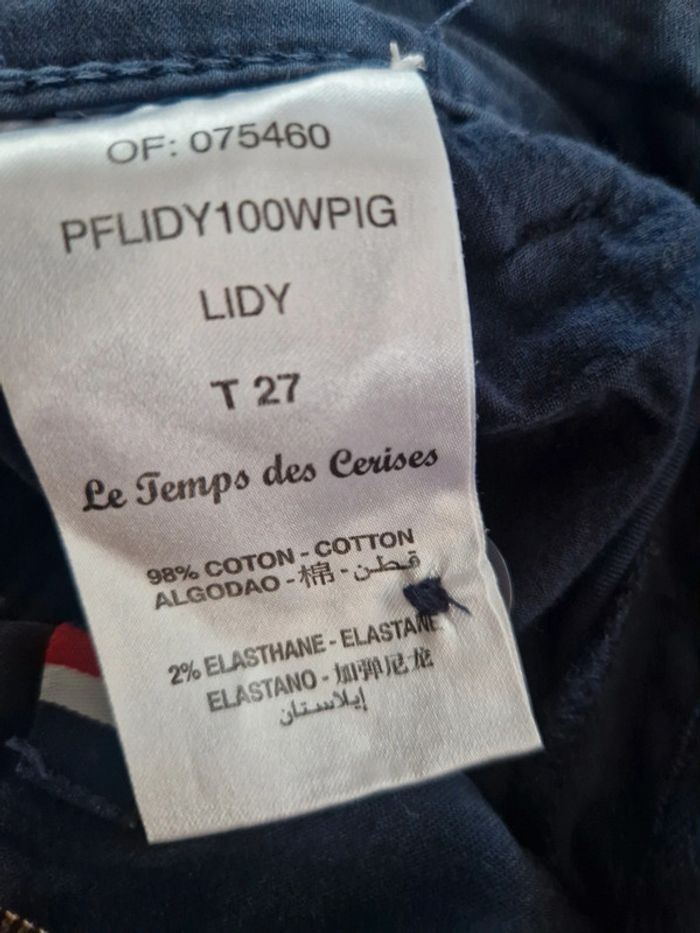 OF: 075460
PFLIDY100WPIG
LIDY
T 27
Le Temps des Cerises
98% COTON - COTTON
ALGODAO - 棉 - قطن
2% ELASTHANE - ELASTANE
ELASTANO - 加弹尼龙
إيلاستان